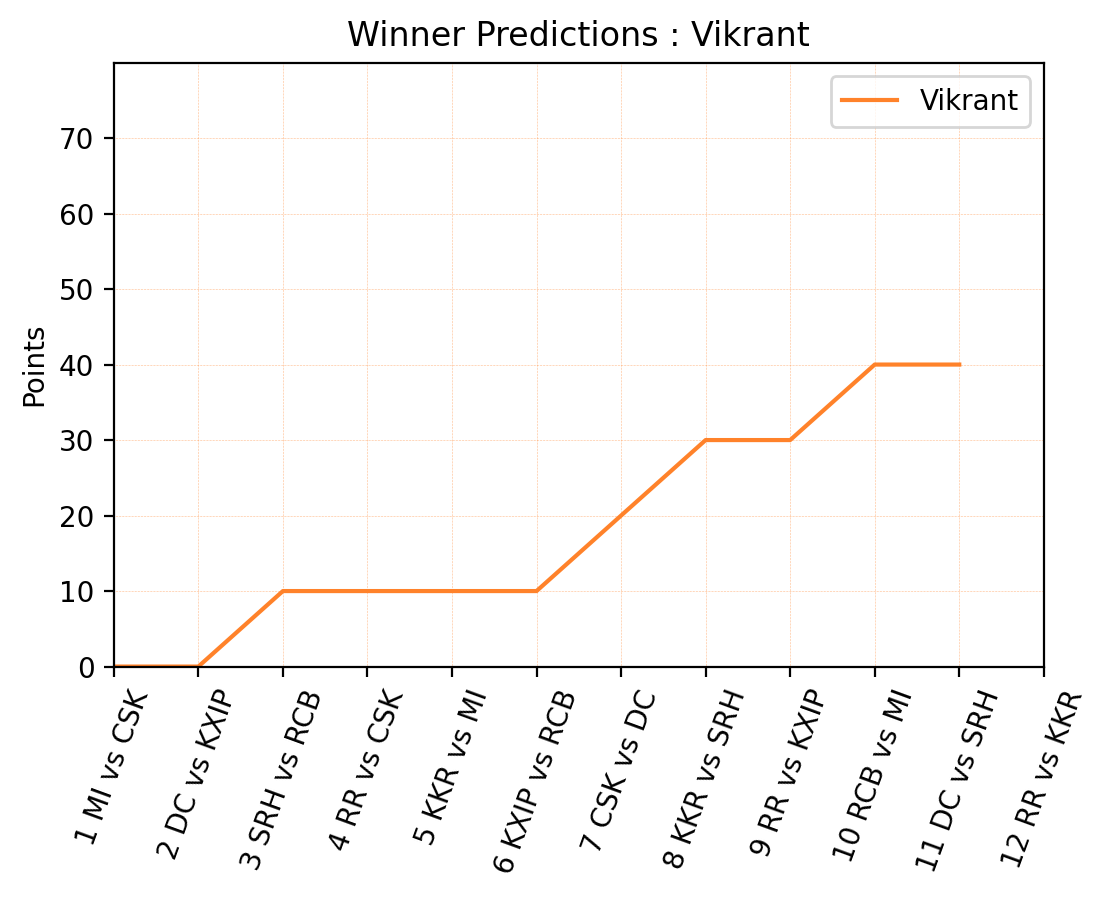 Winner Predictions : Vikrant
Vikrant
Points
70
60
50
40
30
20
10
0
1 MI vs CSK
2 DC vs KXIP
3 SRH vs RCB
4 RR vs CSK
5 KKR vs MI
6 KXIP vs RCB
7 CSK vs DC
8 KKR vs SRH
9 RR vs KXIP
10 RCB vs MI
11 DC vs SRH
12 RR vs KKR